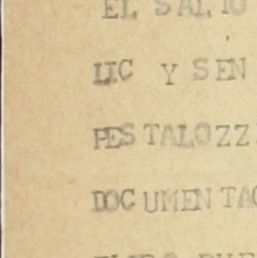 EL SALTO
LIC Y SEN
PESTALOZZ
DOCUMENTAC